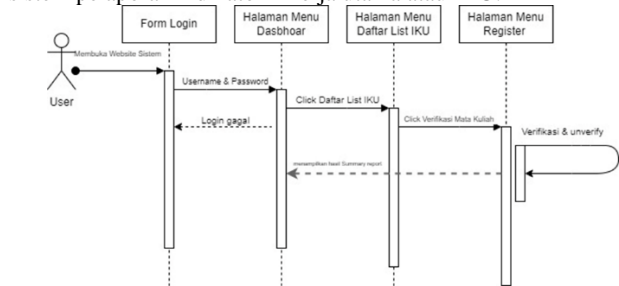 Form Login
Halaman Menu
Dasbhoar
Halaman Menu
Daftar List IKU
Halaman Menu
Register
Membuka Website Sistem
User
Username & Password
Click Daftar List IKU
Login gagal
Click Verifikasi Mata Kuliah
Verifikasi & unverify
menampilkan hasil Summary report